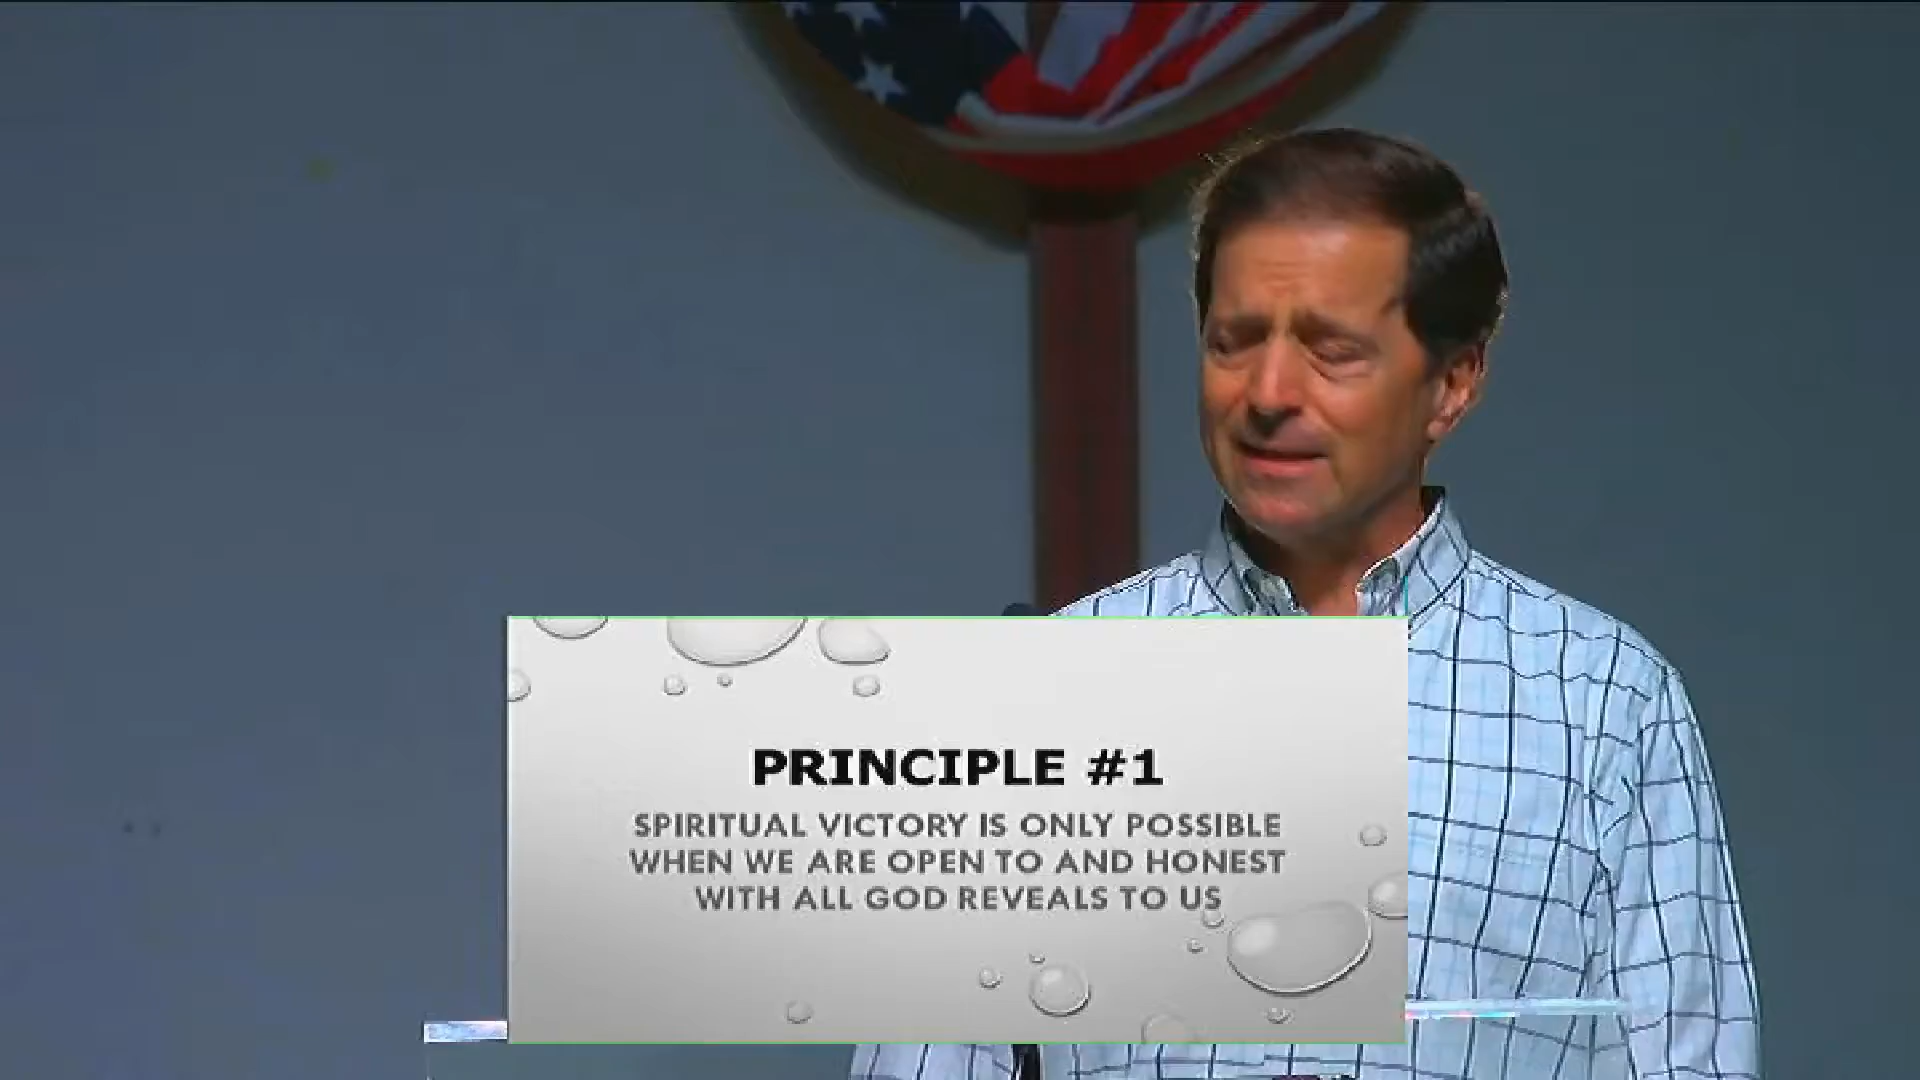 PRINCIPLE #1
SPIRITUAL VICTORY IS ONLY POSSIBLE
WHEN WE ARE OPEN TO AND HONEST
WITH ALL GOD REVEALS TO US